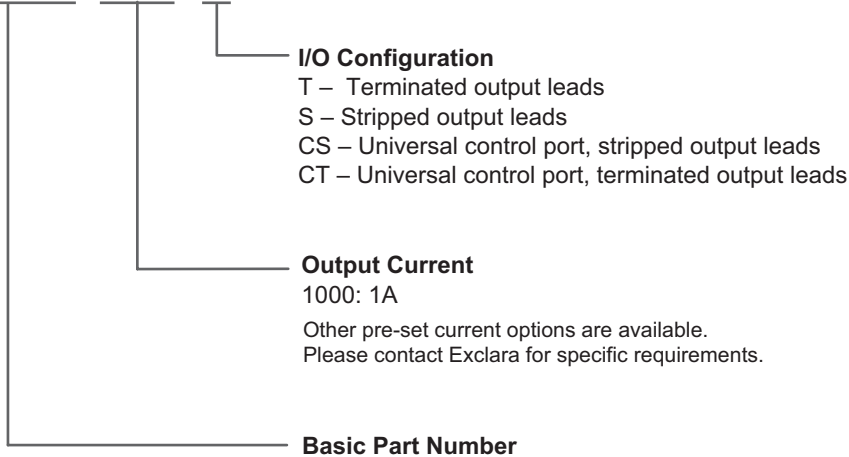 I/O Configuration
T – Terminated output leads
S – Stripped output leads
CS – Universal control port, stripped output leads
CT – Universal control port, terminated output leads
Output Current
1000: 1A
Other pre-set current options are available.
Please contact Exclara for specific requirements.
Basic Part Number